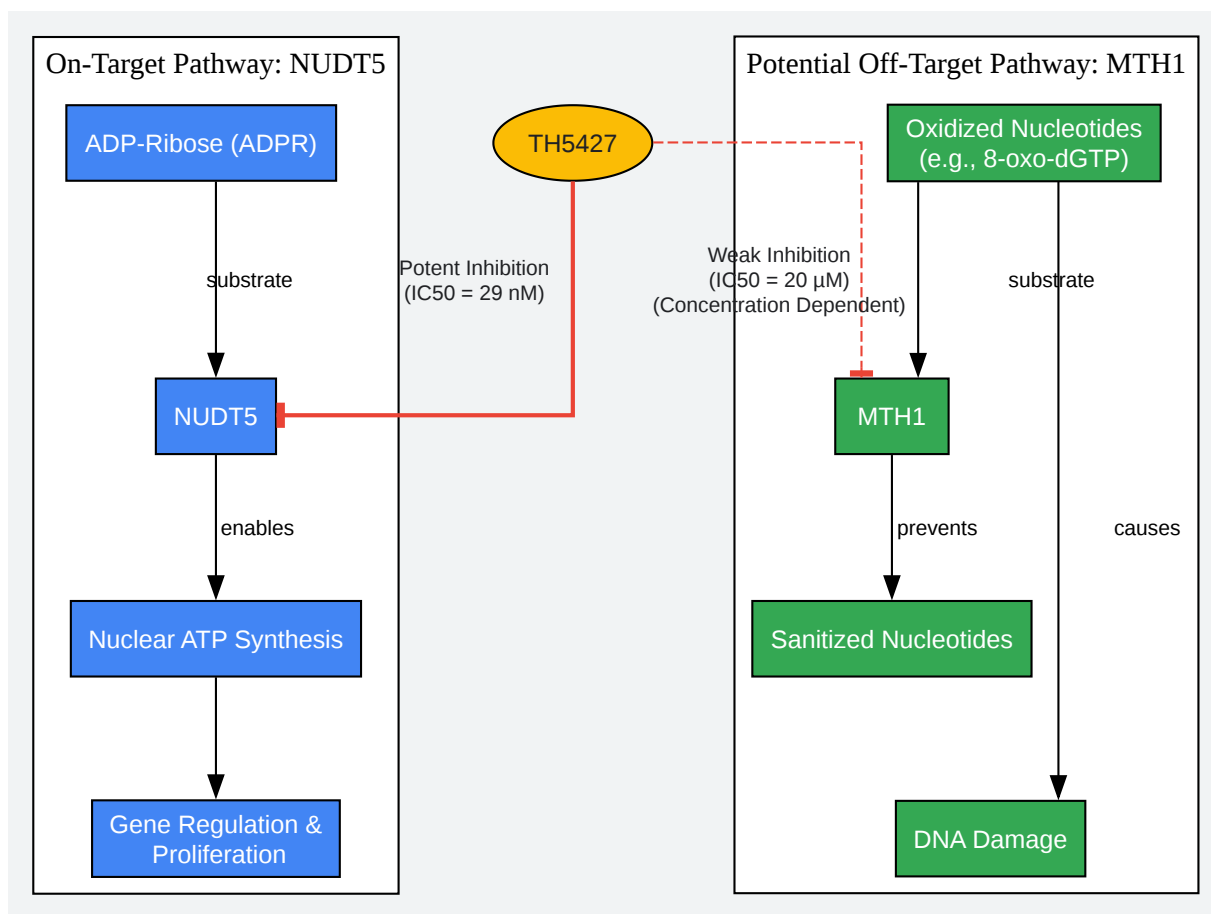 On-Target Pathway: NUDT5
ADP-Ribose (ADPR)
substrate
NUDT5
enables
Nuclear ATP Synthesis
Gene Regulation &
Proliferation
TH5427
Potent Inhibition
(IC50 = 29 nM)
Weak Inhibition
(IC50 = 20 µM)
(Concentration Dependent)
Potential Off-Target Pathway: MTH1
Oxidized Nucleotides
(e.g., 8-oxo-dGTP)
substrate
MTH1
prevents
causes
Sanitized Nucleotides
DNA Damage